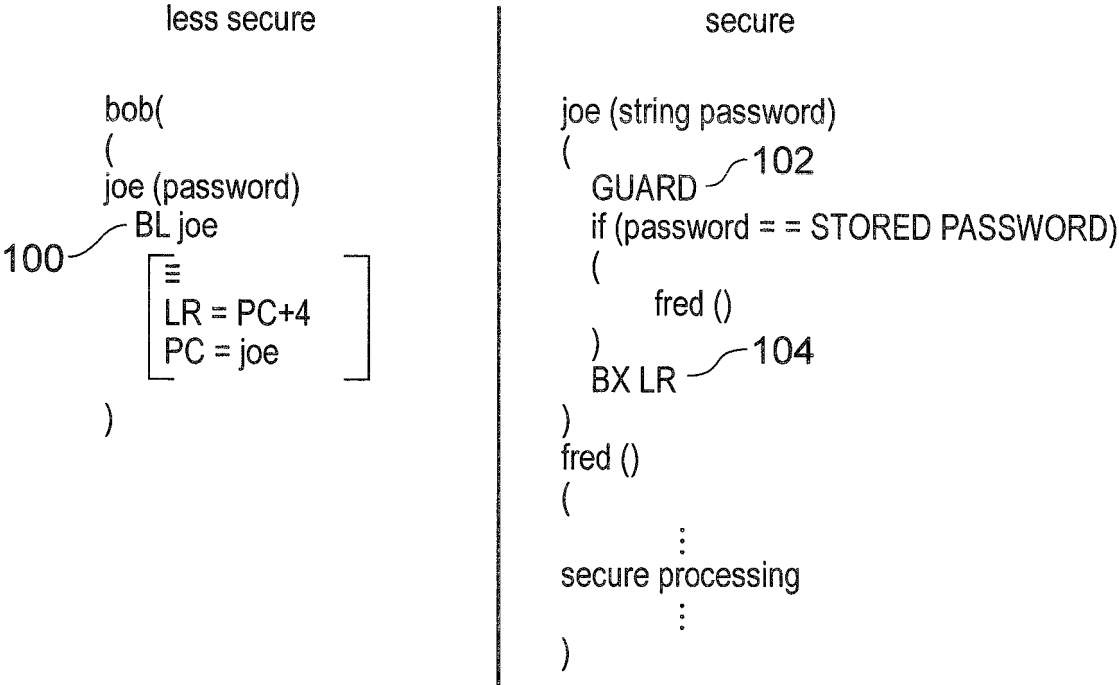 less secure
bob(
(
joe (password)
BL joe
100
≡
LR = PC+4
PC = joe
)
secure
joe (string password)
(
GUARD
102
if (password = = STORED PASSWORD)
(
fred ()
)
104
BX LR
)
fred ()
(
⋮
secure processing
⋮
)